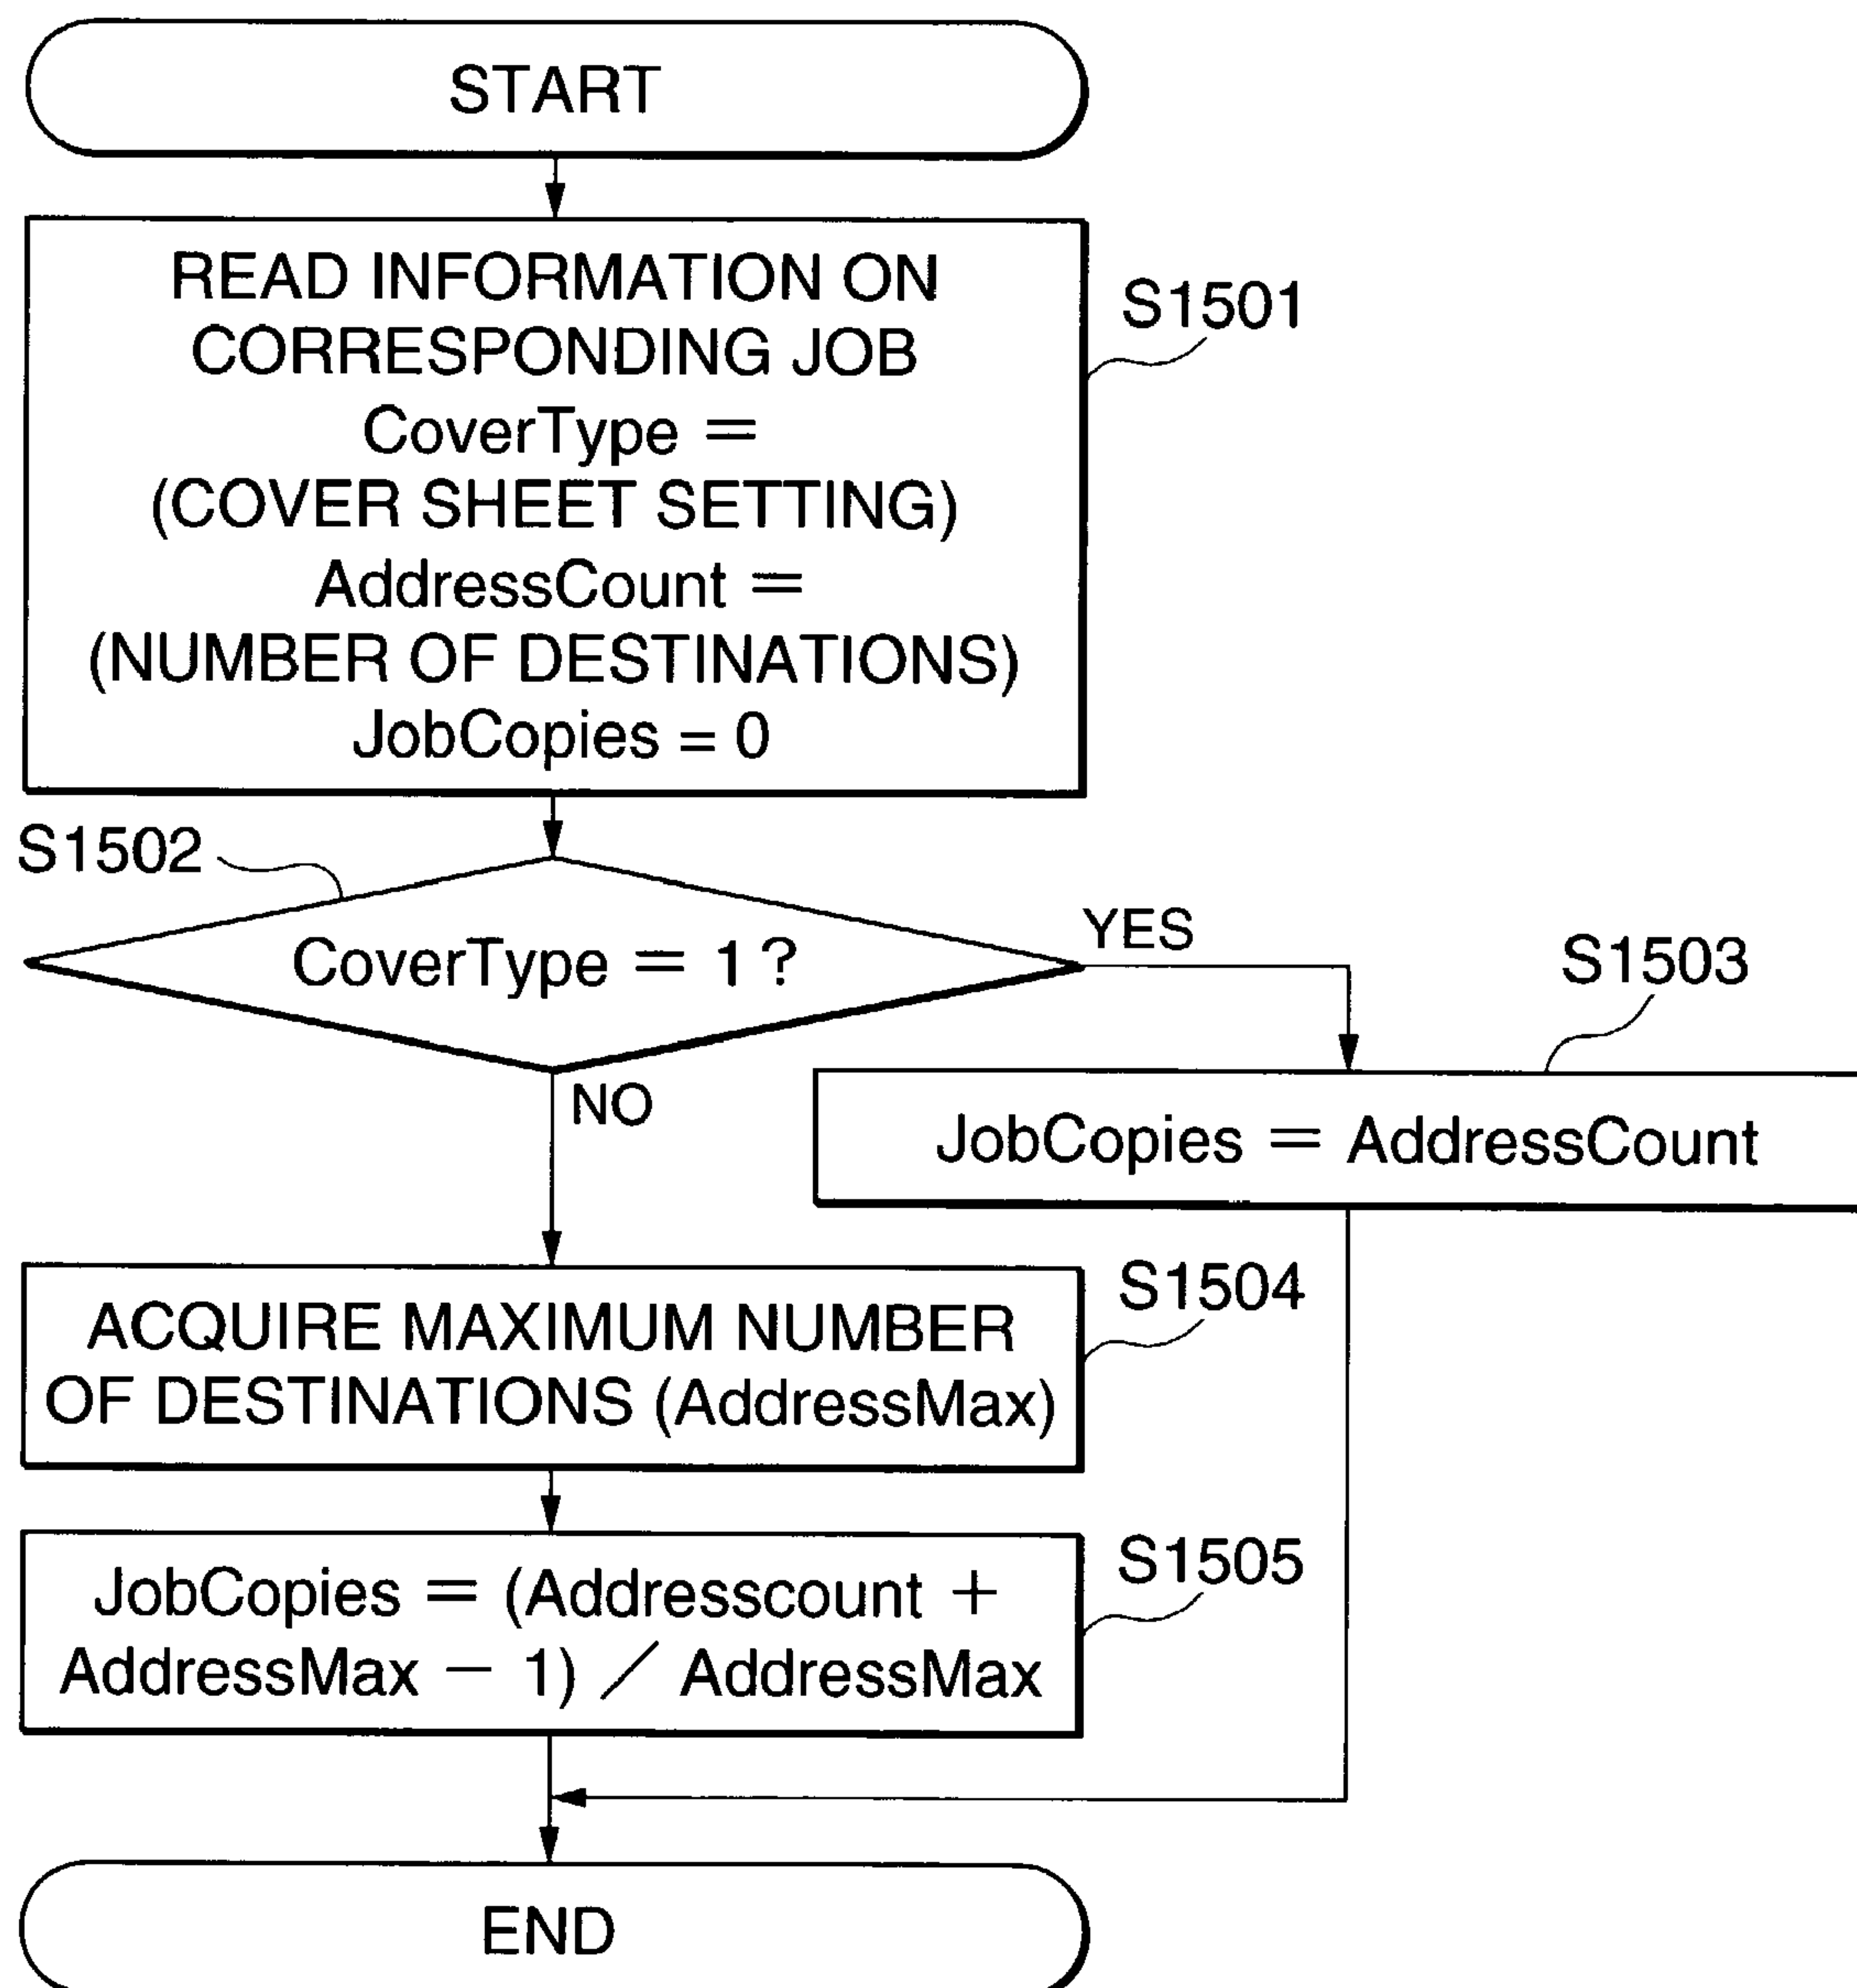 START
READ INFORMATION ON
CORRESPONDING JOB
CoverType =
(COVER SHEET SETTING)
AddressCount =
(NUMBER OF DESTINATIONS)
JobCopies = 0
S1501
S1502
CoverType = 1 ?
YES
NO
S1503
JobCopies = AddressCount
S1504
ACQUIRE MAXIMUM NUMBER
OF DESTINATIONS (AddressMax)
S1505
JobCopies = (Addresscount +
AddressMax − 1) / AddressMax
END